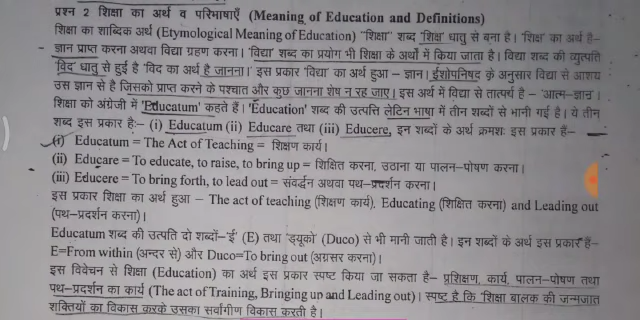 प्रश्न 2 शिक्षा का अर्थ व परिभाषाएँ (Meaning of Education and Definitions)
शिक्षा का शाब्दिक अर्थ (Etymological Meaning of Education) "शिक्षा" शब्द 'शिक्ष' धातु से बना है। 'शिक्ष' का अर्थ है–
ज्ञान प्राप्त करना अथवा विद्या ग्रहण करना। 'विद्या' शब्द का प्रयोग भी शिक्षा के अर्थो में किया जाता है। विद्या शब्द की व्युत्पति
'विद' धातु से हुई है 'विद का अर्थ है जानना।' इस प्रकार 'विद्या' का अर्थ हुआ – ज्ञान। ईशोपनिषद के अनुसार विद्या से आशय
उस ज्ञान से है जिसको प्राप्त करने के पश्चात और कुछ जानना शेष न रह जाए। इस अर्थ में विद्या से तात्पर्य है – 'आत्म–ज्ञान'।
शिक्षा को अंग्रेजी में 'Educatum' कहते हैं। 'Education' शब्द की उत्पत्ति लेटिन भाषा में तीन शब्दों से मानी गई है। ये तीन
शब्द इस प्रकार है:– (i) Educatum (ii) Educare तथा (iii) Educere, इन शब्दों के अर्थ क्रमशः इस प्रकार हैं–
(i) Educatum = The Act of Teaching = शिक्षण कार्य।
(ii) Educare = To educate, to raise, to bring up = शिक्षित करना, उठाना या पालन–पोषण करना।
(iii) Educere = To bring forth, to lead out = संवर्द्धन अथवा पथ–प्रदर्शन करना।
इस प्रकार शिक्षा का अर्थ हुआ – The act of teaching (शिक्षण कार्य), Educating (शिक्षित करना) and Leading out
(पथ–प्रदर्शन करना)।
Educatum शब्द की उत्पति दो शब्दों–'ई' (E) तथा 'ड्यूको' (Duco) से भी मानी जाती है। इन शब्दों के अर्थ इस प्रकार हैं–
E=From within (अन्दर से) और Duco=To bring out (अग्रसर करना)।
इस विवेचन से शिक्षा (Education) का अर्थ इस प्रकार स्पष्ट किया जा सकता है– प्रशिक्षण, कार्य, पालन–पोषण तथा
पथ–प्रदर्शन का कार्य (The act of Training, Bringing up and Leading out)। स्पष्ट है कि 'शिक्षा बालक की जन्मजात
शक्तियों का विकास करके उसका सर्वांगीण विकास करती है।